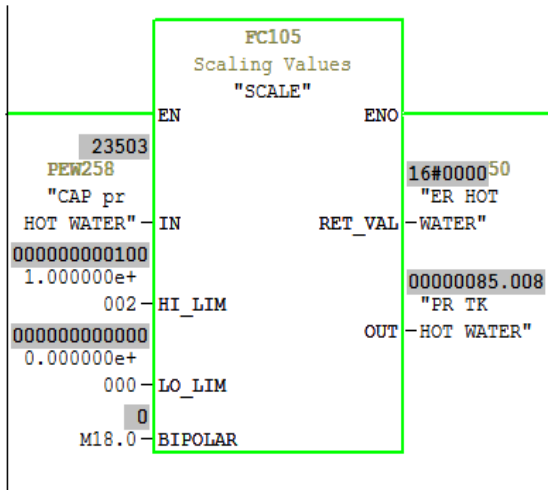 FC105
Scaling Values
"SCALE"
EN ENO
23503
PEW258
"CAP pr
HOT WATER" IN
16#0000 50
"ER HOT
RET_VAL WATER"
000000000100
1.000000e+
002 HI_LIM
00000085.008
"PR TK
OUT HOT WATER"
000000000000
0.000000e+
000 LO_LIM
0
M18.0 BIPOLAR